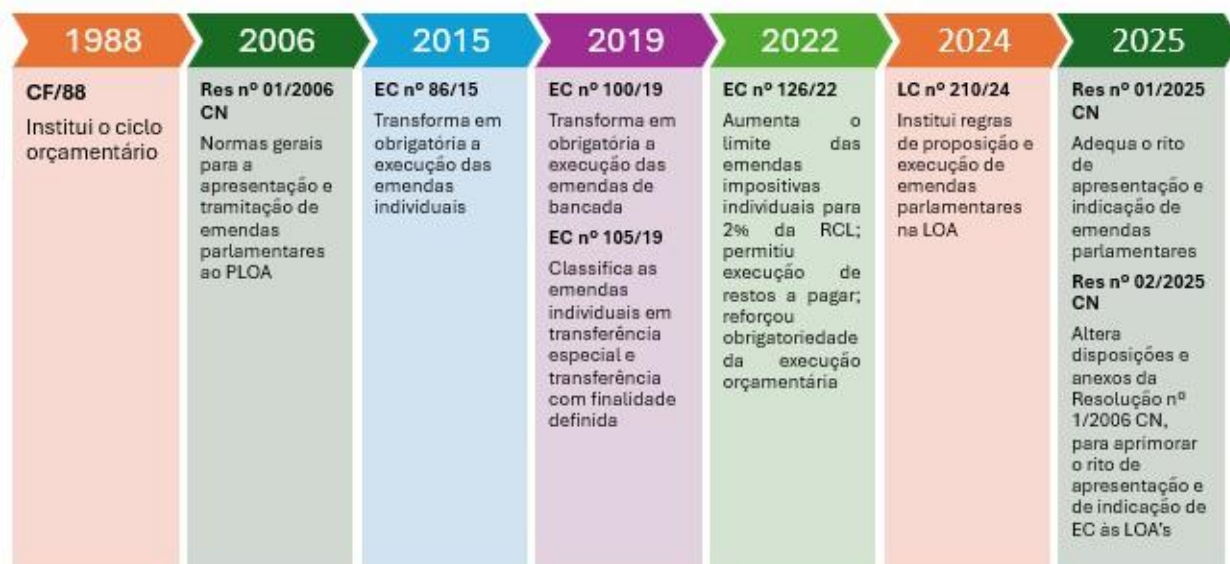 1988
CF/88
Institui o ciclo
orçamentário
2006
Res nº 01/2006
CN
Normas gerais
para a
apresentação e
tramitação de
emendas
parlamentares
ao PLOA
2015
EC nº 86/15
Transforma em
obrigatória a
execução das
emendas
individuais
2019
EC nº 100/19
Transforma em
obrigatória a
execução das
emendas de
bancada
EC nº 105/19
Classifica as
emendas
individuais em
transferência
especial e
transferência
com finalidade
definida
2022
EC nº 126/22
Aumenta o
limite das
emendas
impositivas
individuais para
2% da RCL;
permitiu
execução de
restos a pagar;
reforçou
obrigatoriedade
da execução
orçamentária
2024
LC nº 210/24
Institui regras
de proposição e
execução de
emendas
parlamentares
na LOA
2025
Res nº 01/2025
CN
Adequa o rito
de
apresentação e
indicação de
emendas
parlamentares
Res nº 02/2025
CN
Altera
disposições e
anexos da
Resolução nº
1/2006 CN,
para aprimorar
o rito de
apresentação e
de indicação de
EC às LOA's